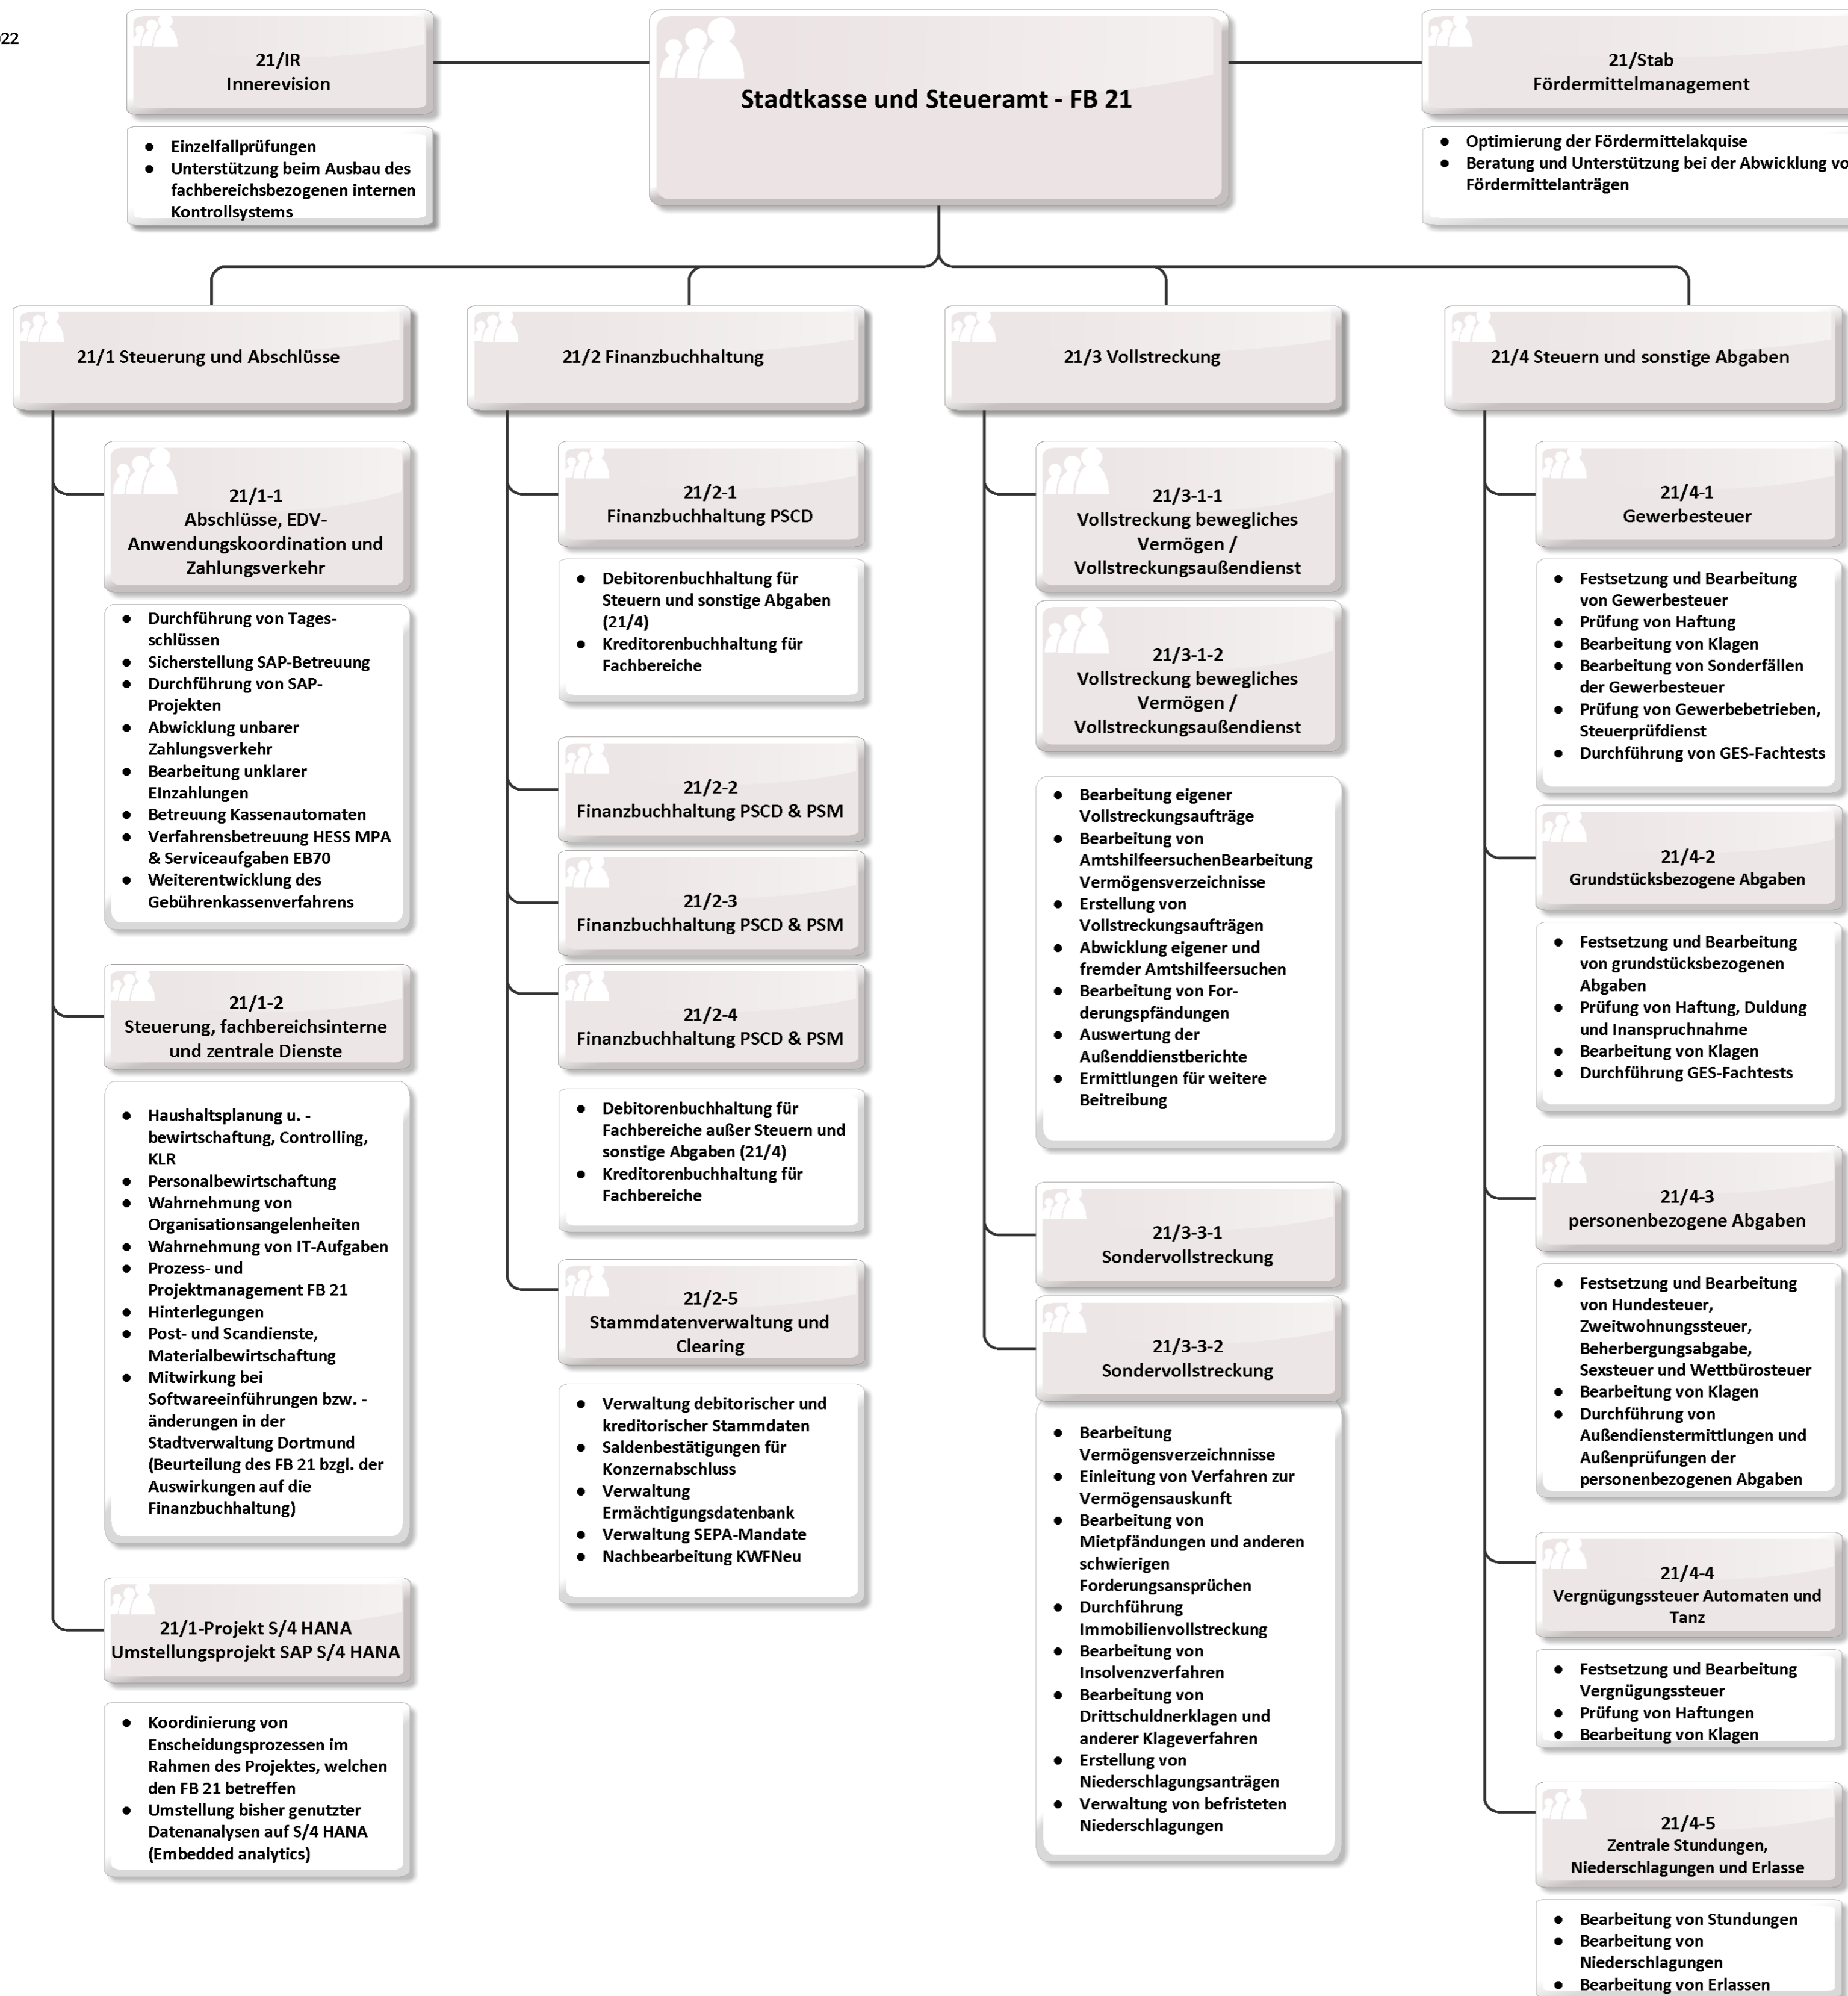 22
21/IR
Innerevision
Einzelfallprüfungen
Unterstützung beim Ausbau des
fachbereichsbezogenen internen
Kontrollsystems
Stadtkasse und Steueramt - FB 21
21/Stab
Fördermittelmanagement
Optimierung der Fördermittelakquise
Beratung und Unterstützung bei der Abwicklung vo
Fördermittelanträgen
21/1 Steuerung und Abschlüsse
21/1-1
Abschlüsse, EDV-
Anwendungskoordination und
Zahlungsverkehr
Durchführung von Tages-
schlüssen
Sicherstellung SAP-Betreuung
Durchführung von SAP-
Projekten
Abwicklung unbarer
Zahlungsverkehr
Bearbeitung unklarer
EInzahlungen
Betreuung Kassenautomaten
Verfahrensbetreuung HESS MPA
& Serviceaufgaben EB70
Weiterentwicklung des
Gebührenkassenverfahrens
21/1-2
Steuerung, fachbereichsinterne
und zentrale Dienste
Haushaltsplanung u. -
bewirtschaftung, Controlling,
KLR
Personalbewirtschaftung
Wahrnehmung von
Organisationsangelenheiten
Wahrnehmung von IT-Aufgaben
Prozess- und
Projektmanagement FB 21
Hinterlegungen
Post- und Scandienste,
Materialbewirtschaftung
Mitwirkung bei
Softwareeinführungen bzw. -
änderungen in der
Stadtverwaltung Dortmund
(Beurteilung des FB 21 bzgl. der
Auswirkungen auf die
Finanzbuchhaltung)
21/1-Projekt S/4 HANA
Umstellungsprojekt SAP S/4 HANA
Koordinierung von
Enscheidungsprozessen im
Rahmen des Projektes, welchen
den FB 21 betreffen
Umstellung bisher genutzter
Datenanalysen auf S/4 HANA
(Embedded analytics)
21/2 Finanzbuchhaltung
21/2-1
Finanzbuchhaltung PSCD
Debitorenbuchhaltung für
Steuern und sonstige Abgaben
(21/4)
Kreditorenbuchhaltung für
Fachbereiche
21/2-2
Finanzbuchhaltung PSCD & PSM
21/2-3
Finanzbuchhaltung PSCD & PSM
21/2-4
Finanzbuchhaltung PSCD & PSM
Debitorenbuchhaltung für
Fachbereiche außer Steuern und
sonstige Abgaben (21/4)
Kreditorenbuchhaltung für
Fachbereiche
21/2-5
Stammdatenverwaltung und
Clearing
Verwaltung debitorischer und
kreditorischer Stammdaten
Saldenbestätigungen für
Konzernabschluss
Verwaltung
Ermächtigungsdatenbank
Verwaltung SEPA-Mandate
Nachbearbeitung KWFNeu
21/3 Vollstreckung
21/3-1-1
Vollstreckung bewegliches
Vermögen /
Vollstreckungsaußendienst
21/3-1-2
Vollstreckung bewegliches
Vermögen /
Vollstreckungsaußendienst
Bearbeitung eigener
Vollstreckungsaufträge
Bearbeitung von
AmtshilfeersuchenBearbeitung
Vermögensverzeichnisse
Erstellung von
Vollstreckungsaufträgen
Abwicklung eigener und
fremder Amtshilfeersuchen
Bearbeitung von For-
derungspfändungen
Auswertung der
Außenddienstberichte
Ermittlungen für weitere
Beitreibung
21/3-3-1
Sondervollstreckung
21/3-3-2
Sondervollstreckung
Bearbeitung
Vermögensverzeichnnisse
Einleitung von Verfahren zur
Vermögensauskunft
Bearbeitung von
Mietpfändungen und anderen
schwierigen
Forderungsansprüchen
Durchführung
Immobilienvollstreckung
Bearbeitung von
Insolvenzverfahren
Bearbeitung von
Drittschuldnerklagen und
anderer Klageverfahren
Erstellung von
Niederschlagungsanträgen
Verwaltung von befristeten
Niederschlagungen
21/4 Steuern und sonstige Abgaben
21/4-1
Gewerbesteuer
Festsetzung und Bearbeitung
von Gewerbesteuer
Prüfung von Haftung
Bearbeitung von Klagen
Bearbeitung von Sonderfällen
der Gewerbesteuer
Prüfung von Gewerbebetrieben,
Steuerprüfdienst
Durchführung von GES-Fachtests
21/4-2
Grundstücksbezogene Abgaben
Festsetzung und Bearbeitung
von grundstücksbezogenen
Abgaben
Prüfung von Haftung, Duldung
und Inanspruchnahme
Bearbeitung von Klagen
Durchführung GES-Fachtests
21/4-3
personenbezogene Abgaben
Festsetzung und Bearbeitung
von Hundesteuer,
Zweitwohnungssteuer,
Beherbergungsabgabe,
Sexsteuer und Wettbürosteuer
Bearbeitung von Klagen
Durchführung von
Außendienstermittlungen und
Außenprüfungen der
personenbezogenen Abgaben
21/4-4
Vergnügungssteuer Automaten und
Tanz
Festsetzung und Bearbeitung
Vergnügungssteuer
Prüfung von Haftungen
Bearbeitung von Klagen
21/4-5
Zentrale Stundungen,
Niederschlagungen und Erlasse
Bearbeitung von Stundungen
Bearbeitung von
Niederschlagungen
Bearbeitung von Erlassen